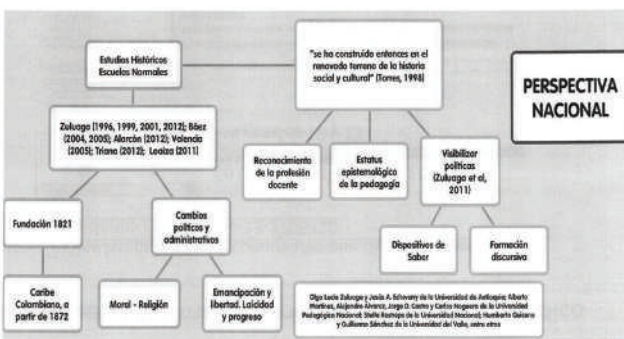 Estudios Históricos
Escuelas Normales
"se ha construido entonces en el
renovado terreno de la historia
social y cultural" (Torres, 1998)
PERSPECTIVA
NACIONAL
Zuluaga (1996, 1999, 2001, 2012); Báez
(2004, 2005); Alarcón (2012); Valencia
(2005); Triana (2012); Loaiza (2011)
Reconocimiento
de la profesión
docente
Estatus
epistemológico
de la pedagogía
Visibilizar
políticas
(Zuluaga et al,
2011)
Fundación 1821
Cambios
políticos y
administrativos
Dispositivos de
Saber
Formación
discursiva
Caribe
Colombiano, a
partir de 1872
Moral - Religión
Emancipación y
libertad. Laicidad
y progreso
Olga Lucía Zuluaga y Jesús A. Echeverry de la Universidad de Antioquia; Alberto
Martínez, Alejandro Álvarez, Jorge O. Castro y Carlos Noguera de la Universidad
Pedagógica Nacional; Stella Restrepo de la Universidad Nacional; Humberto Quiceno
y Guillermo Sánchez de la Universidad del Valle, entre otros